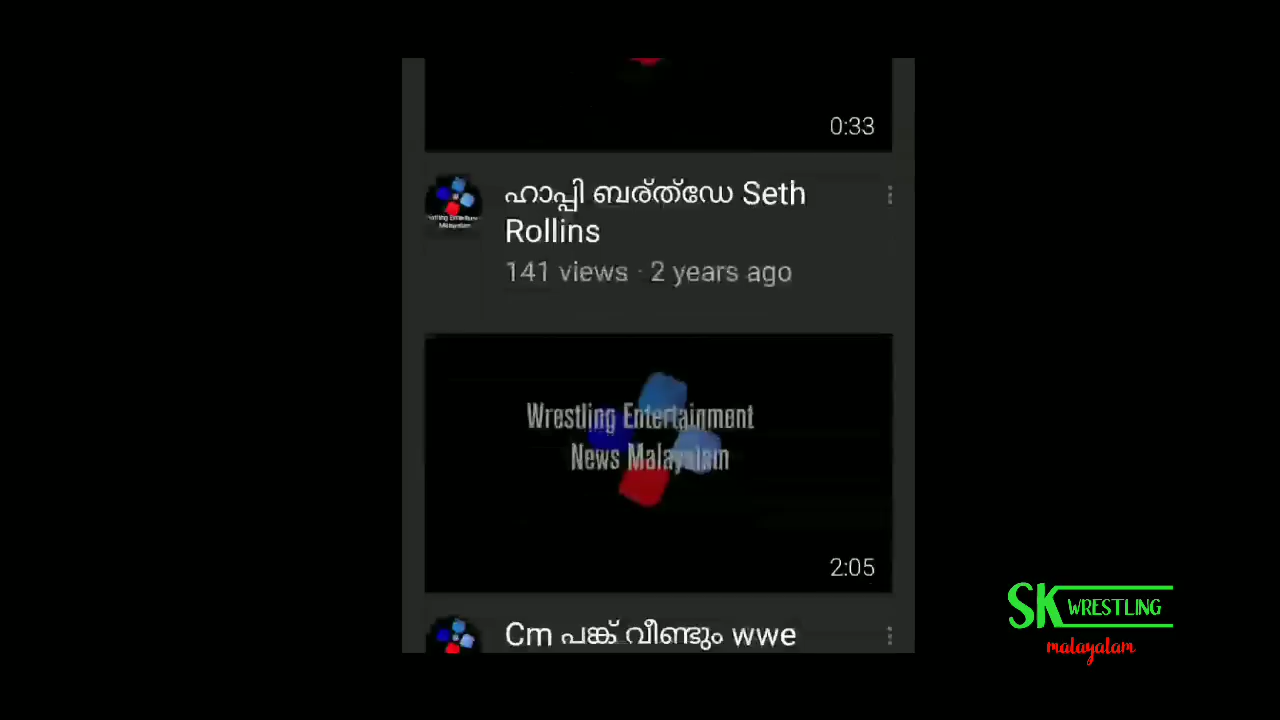 0:33
ഹാപ്പി ബര്ത്ഡേ Seth
Rollins
141 views · 2 years ago
Wrestling Entertainment
News Malayalam
2:05
Cm പങ്ക് വീണ്ടും wwe
SK WRESTLING
malayalam